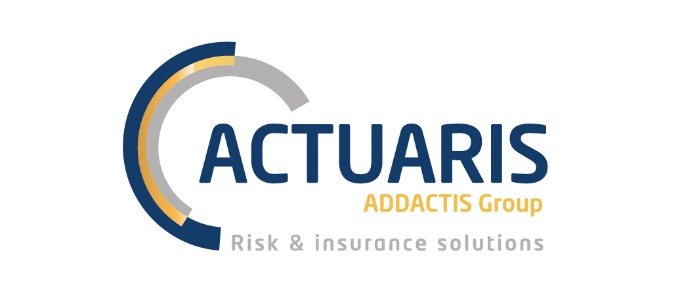 ACTUARIS
ADDACTIS Group
Risk & insurance solutions